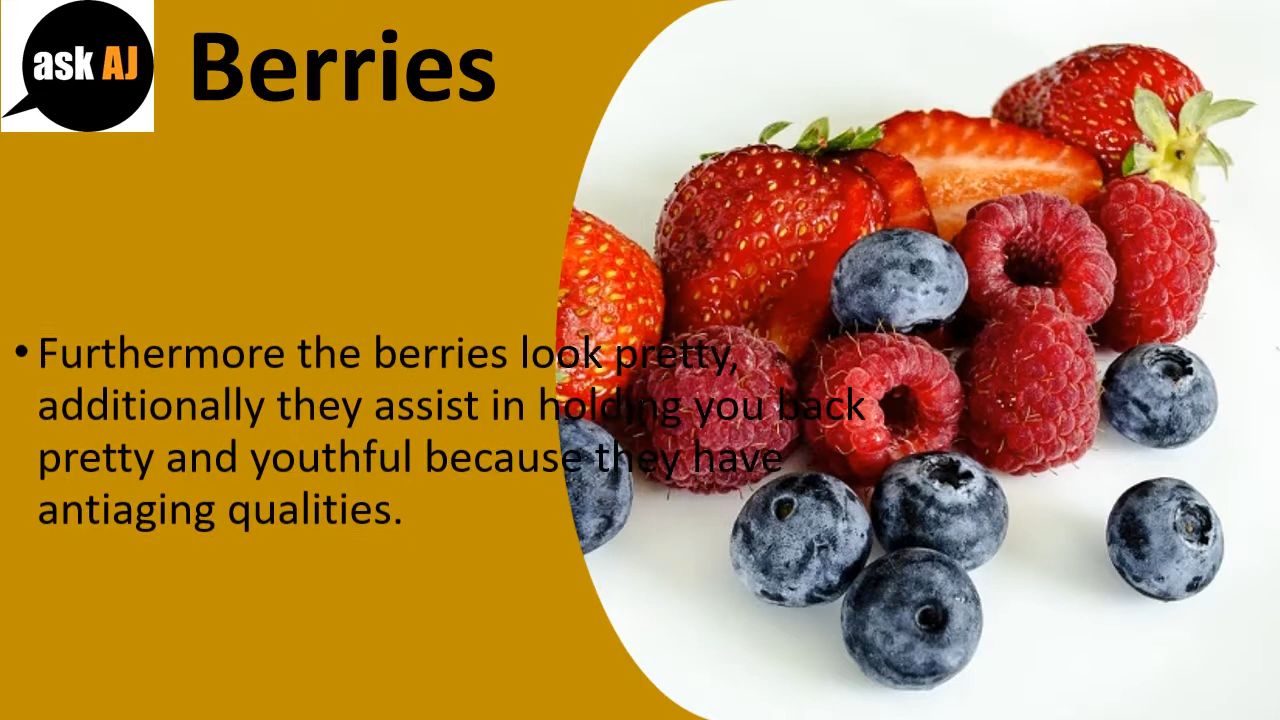 ask AJ
Berries
• Furthermore the berries look pretty,
additionally they assist in holding you back
pretty and youthful because they have
antiaging qualities.